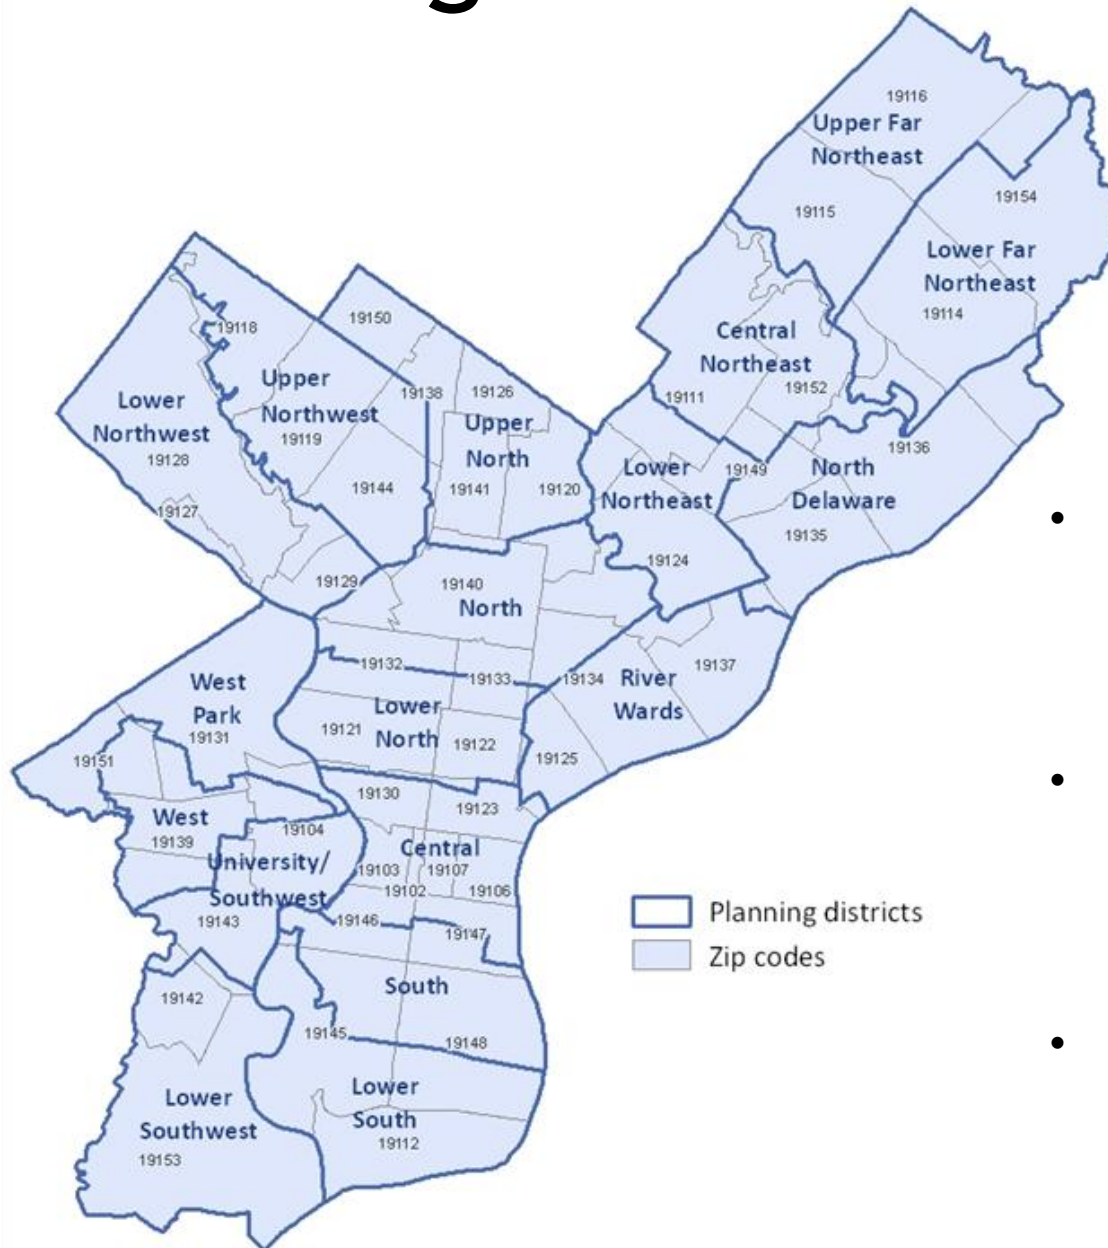 g
19116
Upper Far
Northeast
19154
19115
Lower Far
Northeast
19114
19150
19118
Central
Northeast
19138
19126
19111
19152
Upper
Northwest
Lower
Northwest
19119
Upper
North
19128
19136
19144
19141
19120
Lower
Northeast
19149
North
Delaware
19127
19135
•
19124
19129
19140
North
19132
19133
19134
19137
River
Wards
West
Park
19131
Lower
North
19121
19122
19125
19151
•
19130
19123
West
19139
19104
Central
University/
Southwest
19103
19107
19102
19106
19143
19146
19147
Planning districts
Zip codes
South
19142
19145
19148
•
Lower
Southwest
19153
Lower
South
19112